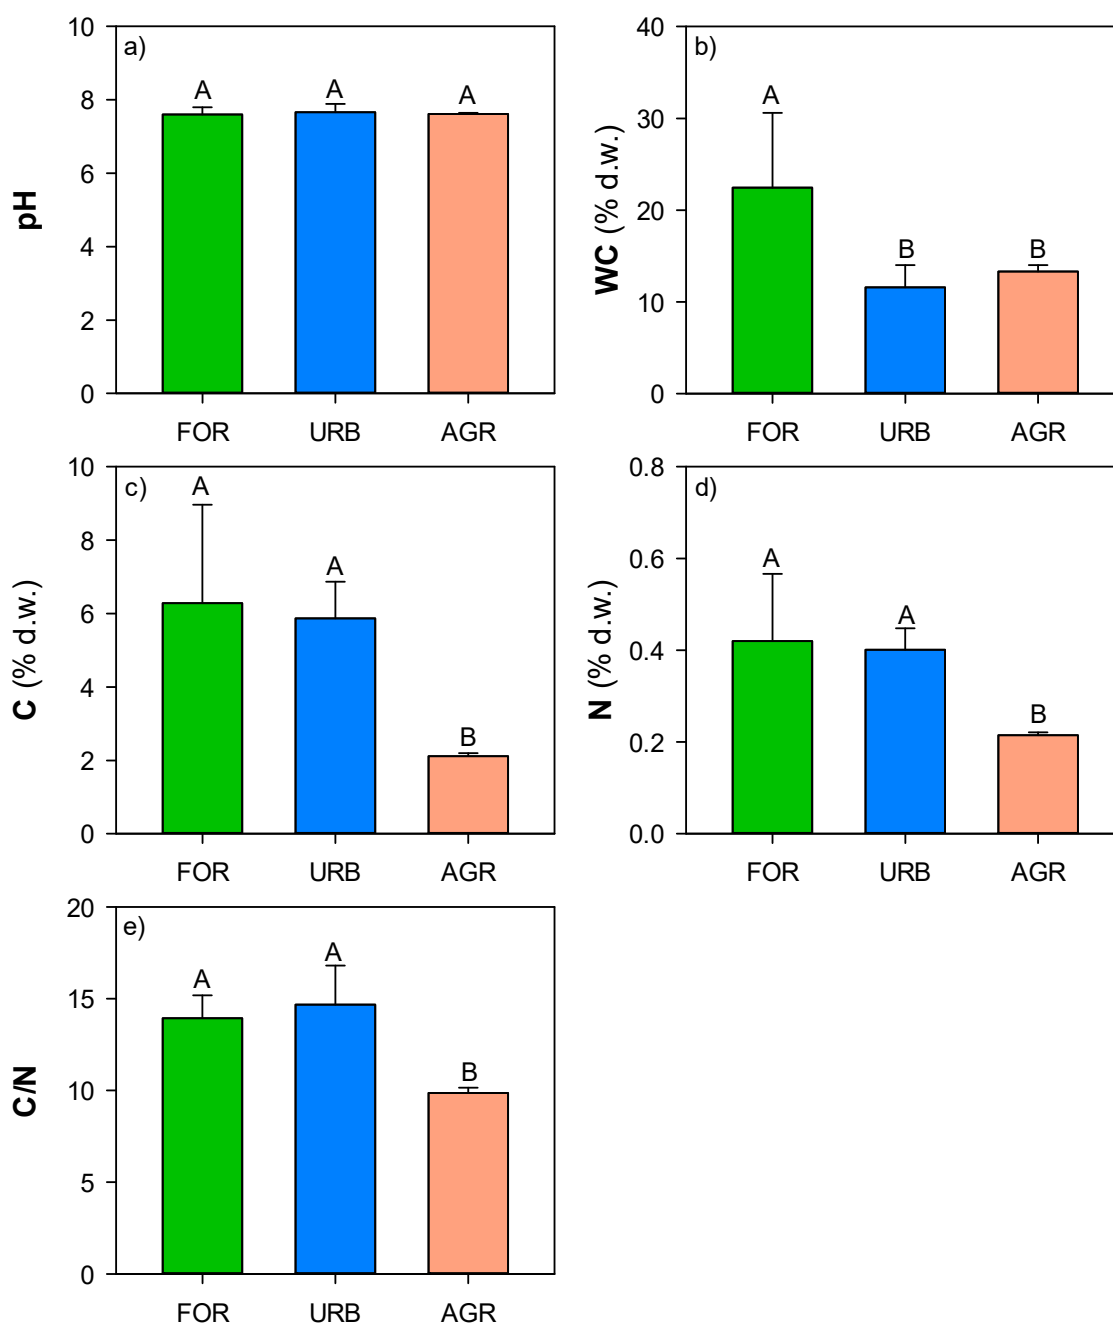 a)
pH
10
8
6
4
2
0
A A A
FOR URB AGR
b)
WC (% d.w.)
40
30
20
10
0
A B B
FOR URB AGR
c)
C (% d.w.)
10
8
6
4
2
0
A A B
FOR URB AGR
d)
N (% d.w.)
0.8
0.6
0.4
0.2
0.0
A A B
FOR URB AGR
e)
C/N
20
15
10
5
0
A A B
FOR URB AGR